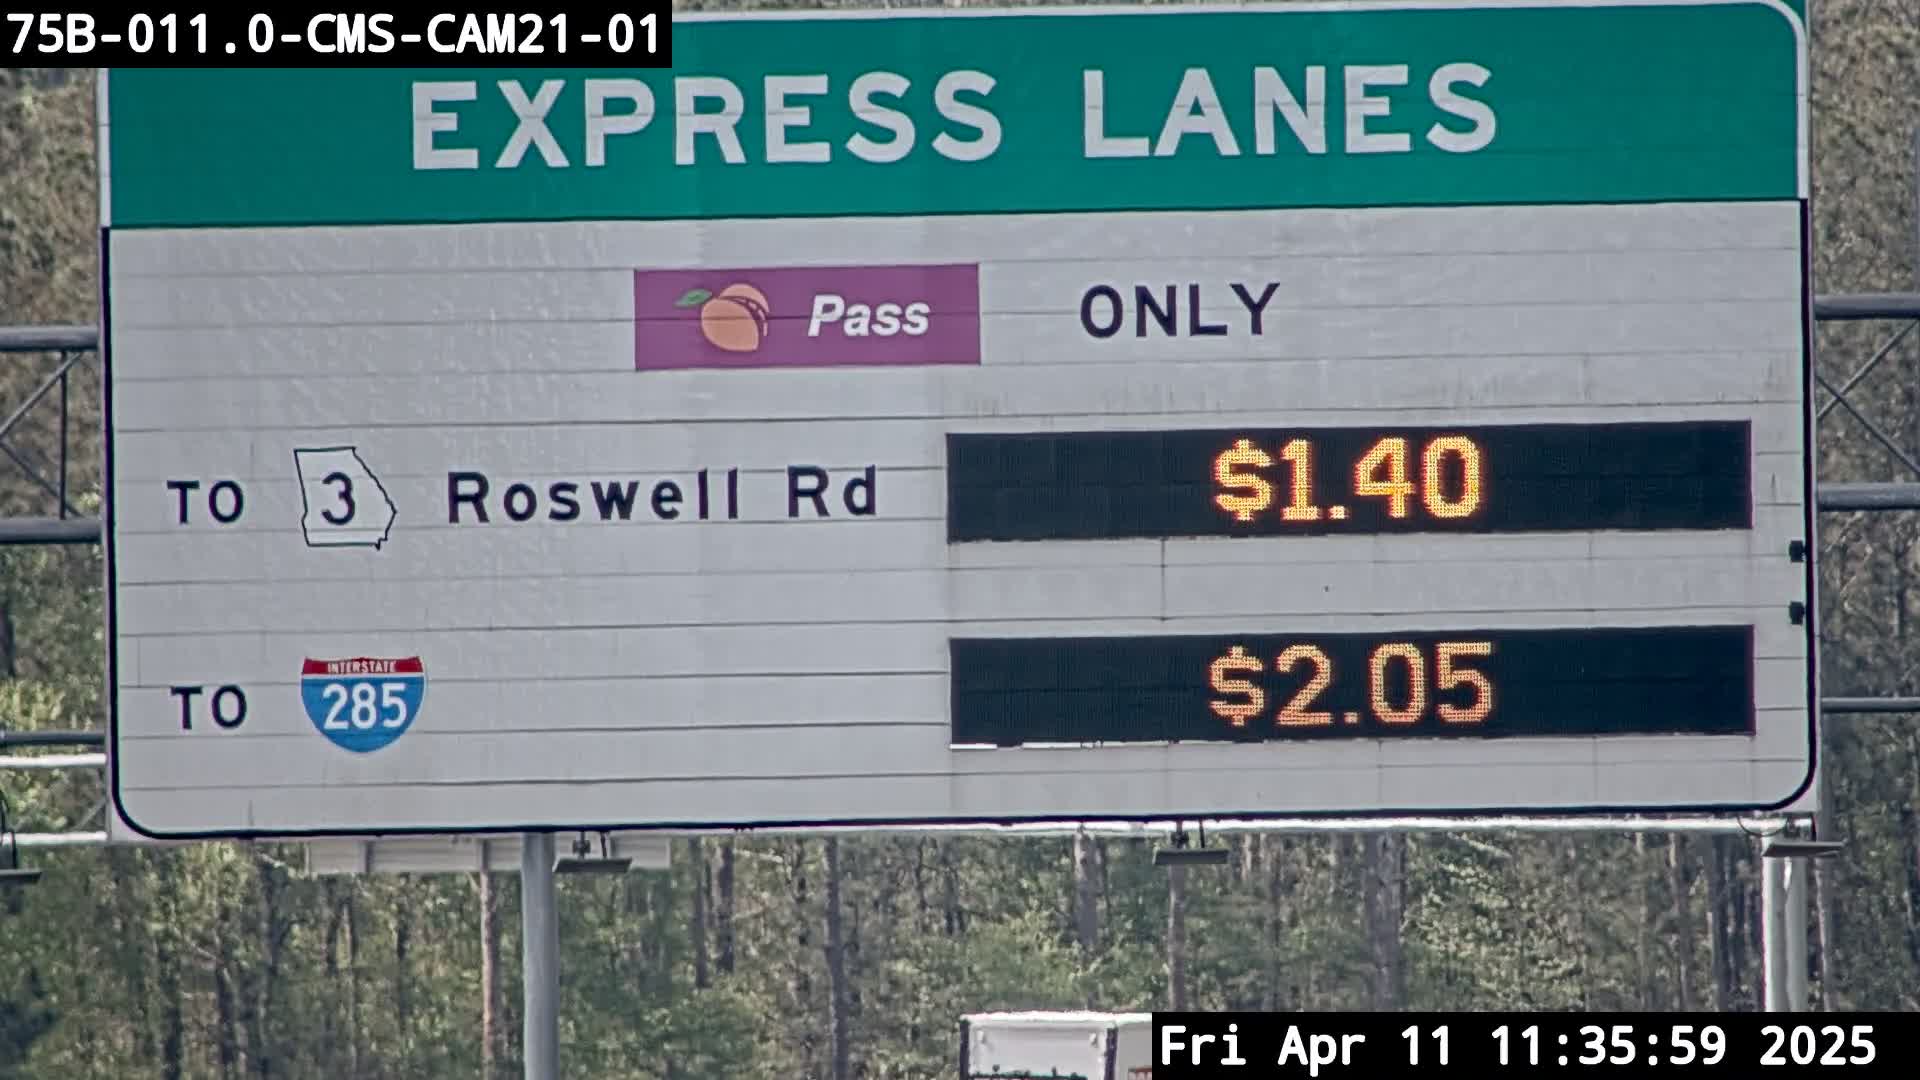 75B-011.0-CMS-CAM21-01
EXPRESS LANES
Pass ONLY
TO 3 Roswell Rd $1.40
INTERSTATE
TO 285 $2.05
Fri Apr 11 11:35:59 2025